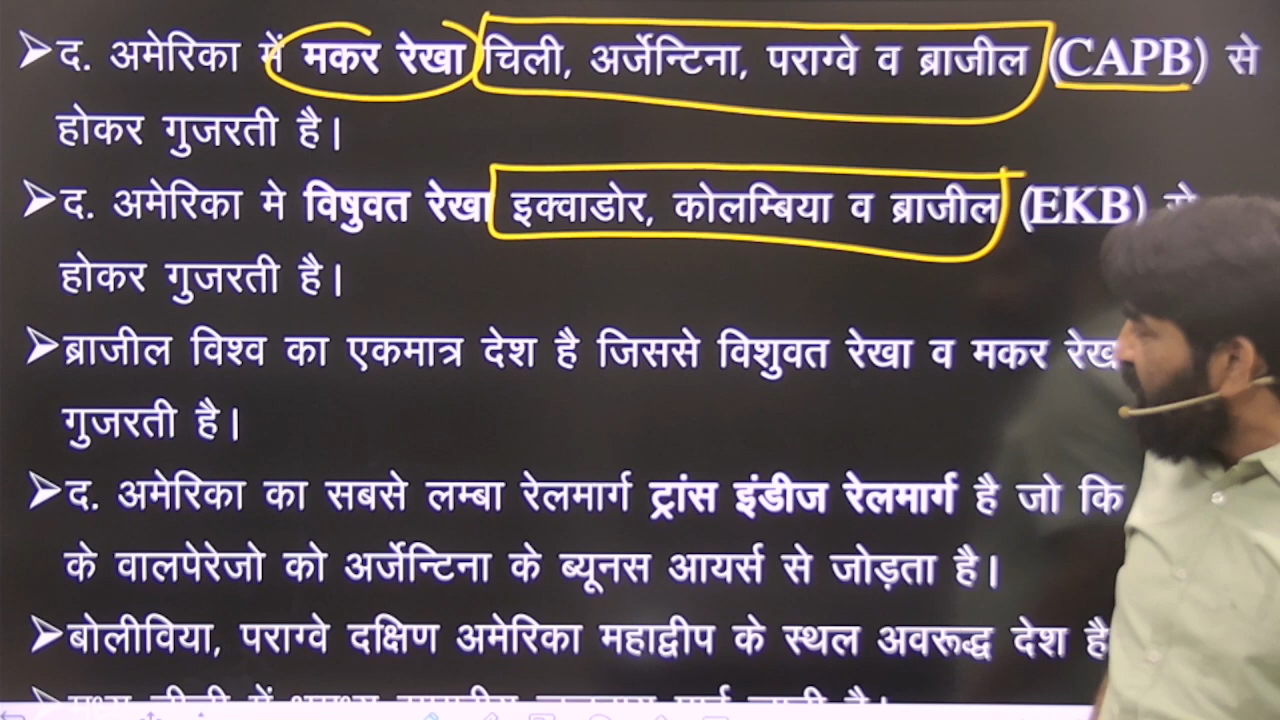 ➢द. अमेरिका में मकर रेखा चिली, अर्जेन्टिना, पराग्वे व ब्राजील (CAPB) से
होकर गुजरती है।
➢द. अमेरिका मे विषुवत रेखा इक्वाडोर, कोलम्बिया व ब्राजील (EKB) से
होकर गुजरती है।
➢ब्राजील विश्व का एकमात्र देश है जिससे विशुवत रेखा व मकर
गुजरती है।
➢द. अमेरिका का सबसे लम्बा रेलमार्ग ट्रांस इंडीज रेलमार्ग है जो कि
के वालपेरेजो को अर्जेन्टिना के ब्यूनस आयर्स से जोड़ता है।
➢बोलीविया, पराग्वे दक्षिण अमेरिका महाद्वीप के स्थल अवरूद्ध देश है